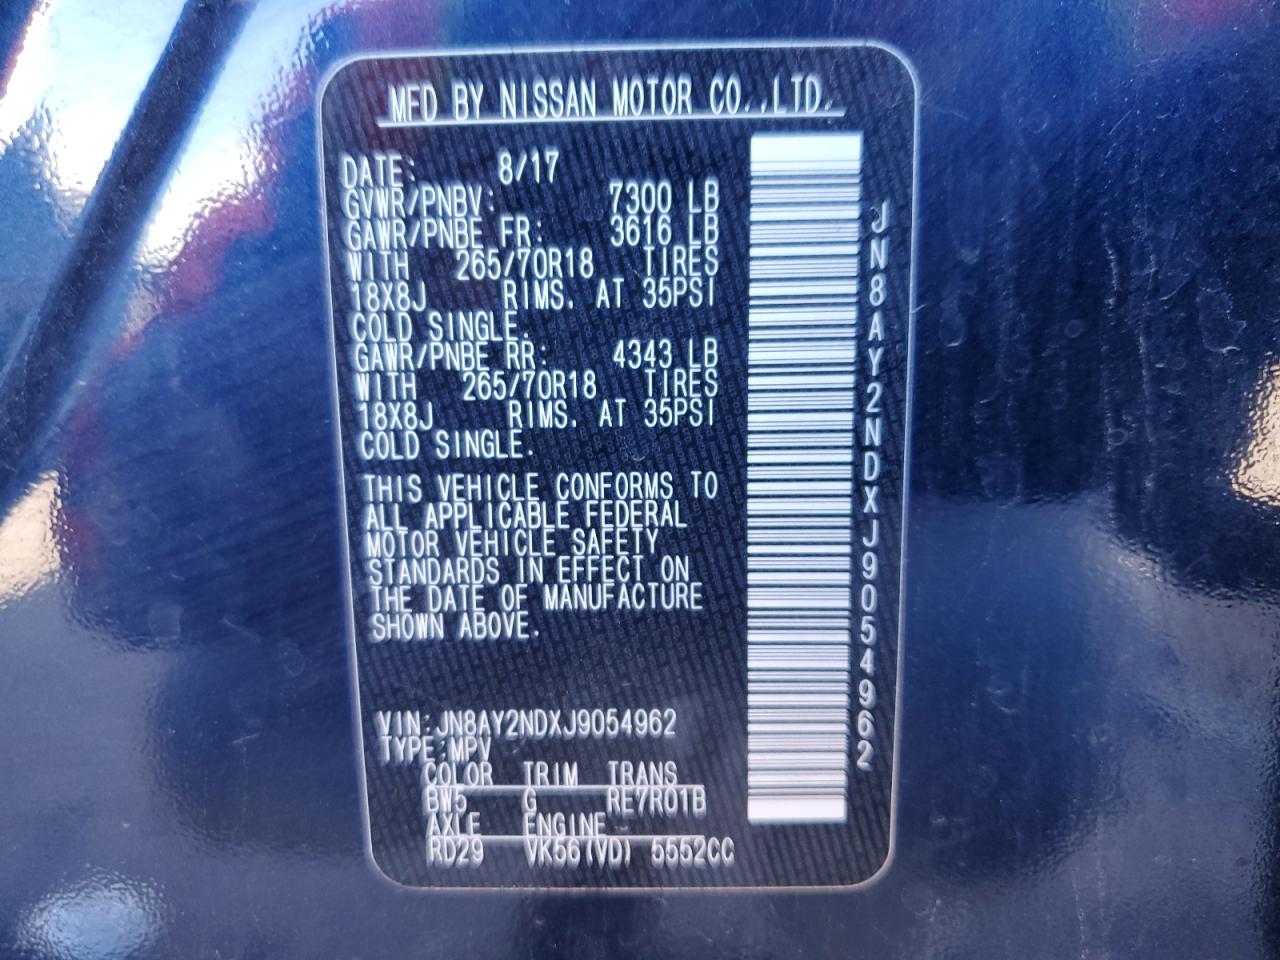 MFD BY NISSAN MOTOR CO.,LTD.
DATE: 8/17
GVWR/PNBV: 7300 LB
GAWR/PNBE FR: 3616 LB
WITH 265/70R18 TIRES
18X8J RIMS. AT 35PSI
COLD SINGLE.
GAWR/PNBE RR: 4343 LB
WITH 265/70R18 TIRES
18X8J RIMS. AT 35PSI
COLD SINGLE.
THIS VEHICLE CONFORMS TO
ALL APPLICABLE FEDERAL
MOTOR VEHICLE SAFETY
STANDARDS IN EFFECT ON
THE DATE OF MANUFACTURE
SHOWN ABOVE.
VIN:JN8AY2NDXJ9054962
TYPE:MPV
COLOR TRIM TRANS
BW5 G RE7R01B
AXLE ENGINE
RD29 VK56(VD) 5552CC
JN8AY2NDXJ9054962